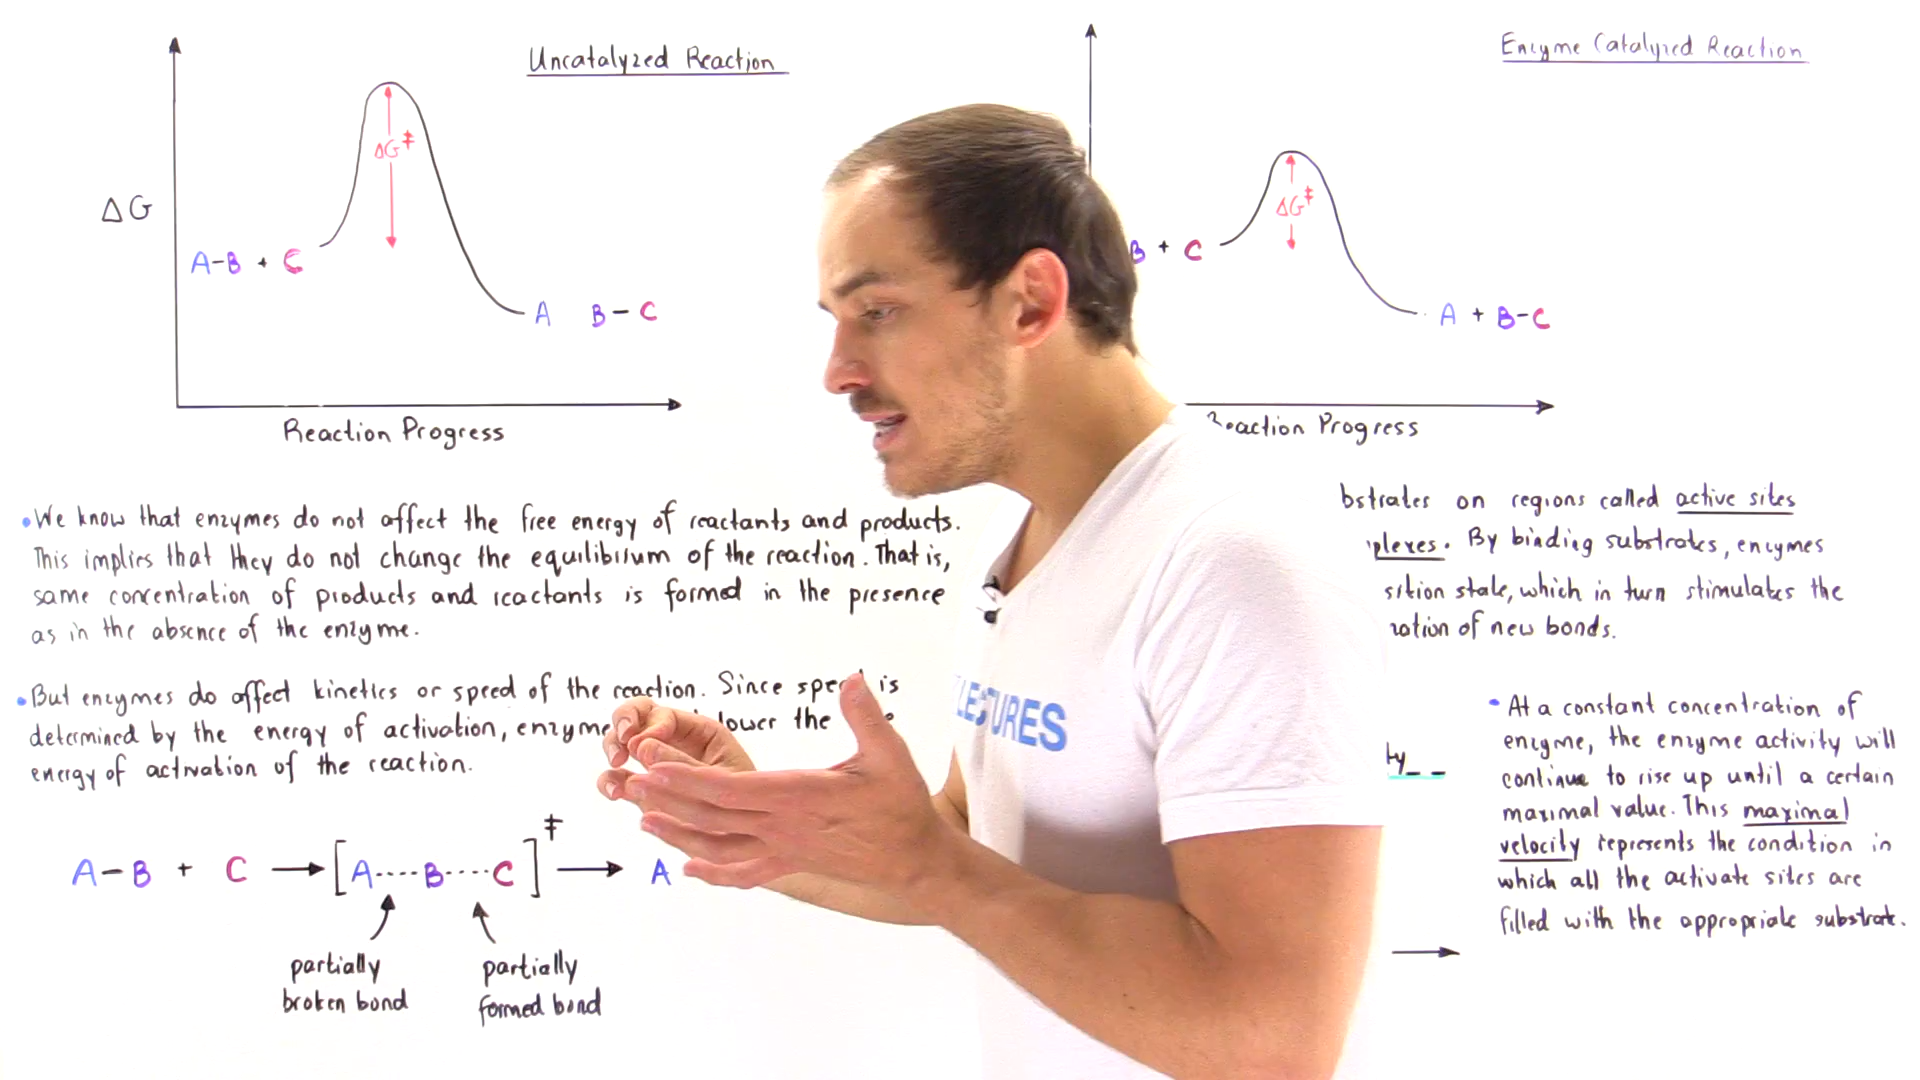 Uncatalyzed Reaction
ΔG‡
ΔG
A-B + C
A B-C
Reaction Progress
Enzyme Catalyzed Reaction
ΔG‡
B + C
A + B-C
Reaction Progress
• We know that enzymes do not affect the free energy of reactants and products.
This implies that they do not change the equilibrium of the reaction. That is,
same concentration of products and reactants is formed in the presence
as in the absence of the enzyme.
• But enzymes do affect kinetics or speed of the reaction. Since speed is
determined by the energy of activation, enzyme lower the
energy of activation of the reaction.
A-B + C → [A····B····C]‡ → A
partially
broken bond
partially
formed bond
LECTURES
bstrates on regions called active sites
plexes. By binding substrates, enzymes
sition state, which in turn stimulates the
ration of new bonds.
ty_ _
• At a constant concentration of
enzyme, the enzyme activity will
continue to rise up until a certain
maximal value. This maximal
velocity represents the condition in
which all the activate sites are
filled with the appropriate substrate.